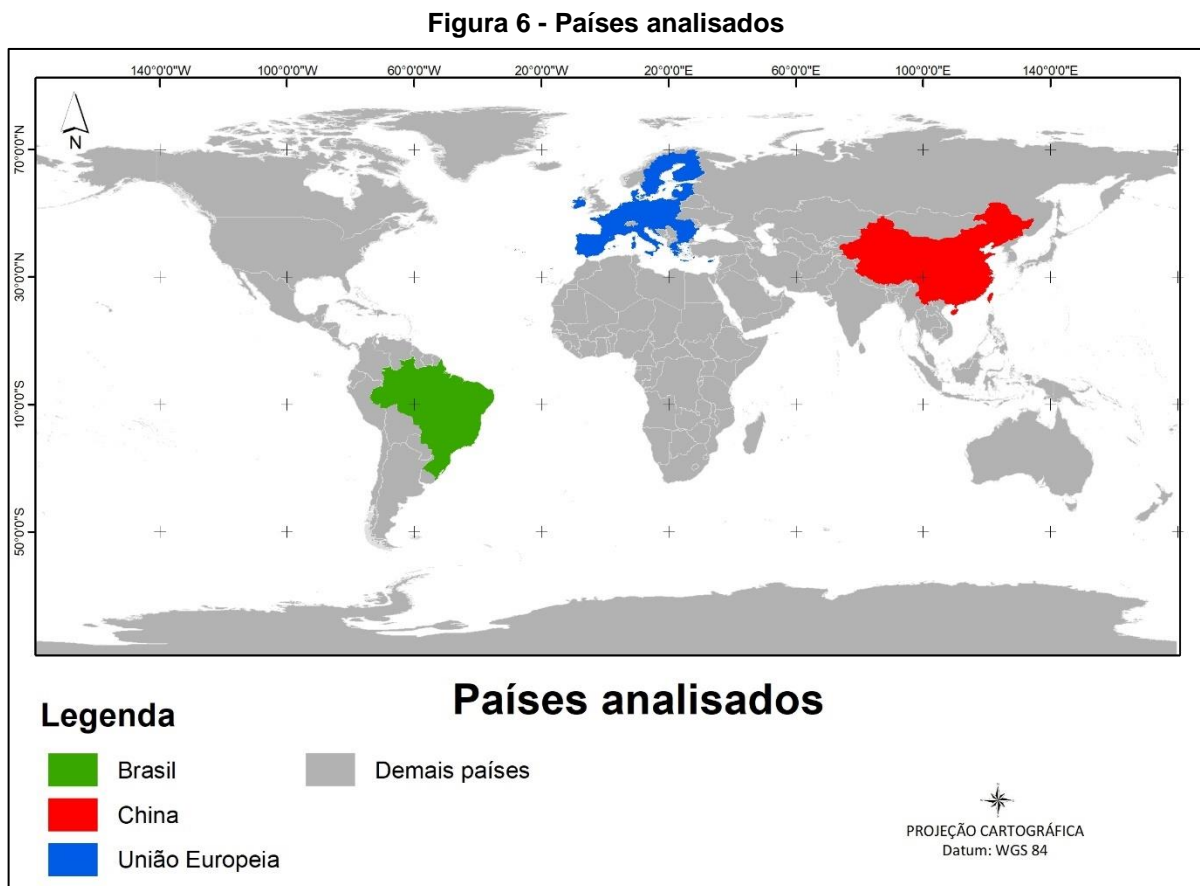 Figura 6 - Países analisados
140°0'0"W 100°0'0"W 60°0'0"W 20°0'0"W 20°0'0"E 60°0'0"E 100°0'0"E 140°0'0"E
N
70°0'0"N
30°0'0"N
10°0'0"S
50°0'0"S
Países analisados
Legenda
Brasil
Demais países
China
União Europeia
PROJEÇÃO CARTOGRÁFICA
Datum: WGS 84